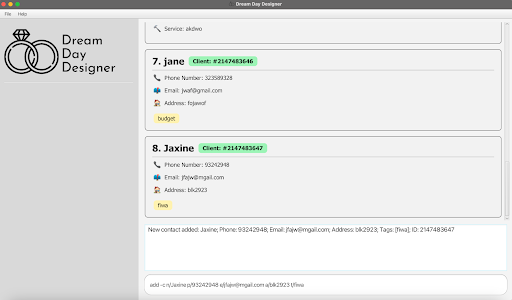 Dream Day Designer
File Help
Dream
Day
Designer
Service: akdwo
7. jane Client: #2147483646
Phone Number: 323589328
Email: jwaf@gmail.com
Address: fojawof
budget
8. Jaxine Client: #2147483647
Phone Number: 93242948
Email: jfajw@mgail.com
Address: blk2923
fiwa
New contact added: Jaxine; Phone: 93242948; Email: jfajw@mgail.com; Address: blk2923; Tags: [fiwa]; ID: 2147483647
add -c n/Jaxine p/93242948 e/jfajw@mgail.com a/blk2923 t/fiwa